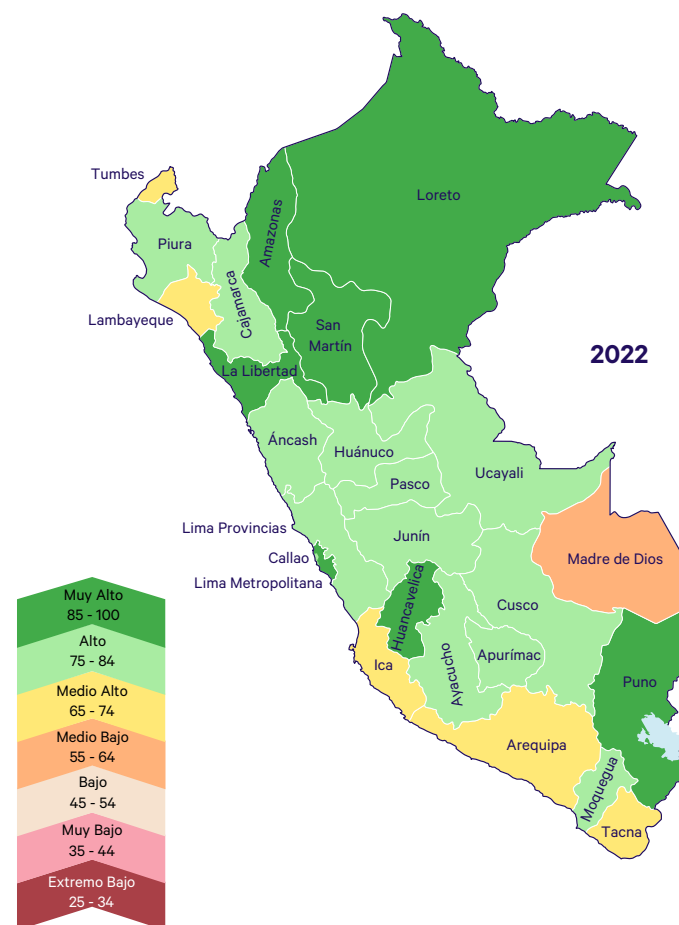 Tumbes
Loreto
Amazonas
Piura
Cajamarca
Lambayeque
San
Martín
2022
La Libertad
Áncash
Huánuco
Ucayali
Pasco
Lima Provincias
Junín
Callao
Madre de Dios
Lima Metropolitana
Huancavelica
Cusco
Ica
Ayacucho
Apurímac
Puno
Arequipa
Moquegua
Tacna
Muy Alto
85 - 100
Alto
75 - 84
Medio Alto
65 - 74
Medio Bajo
55 - 64
Bajo
45 - 54
Muy Bajo
35 - 44
Extremo Bajo
25 - 34